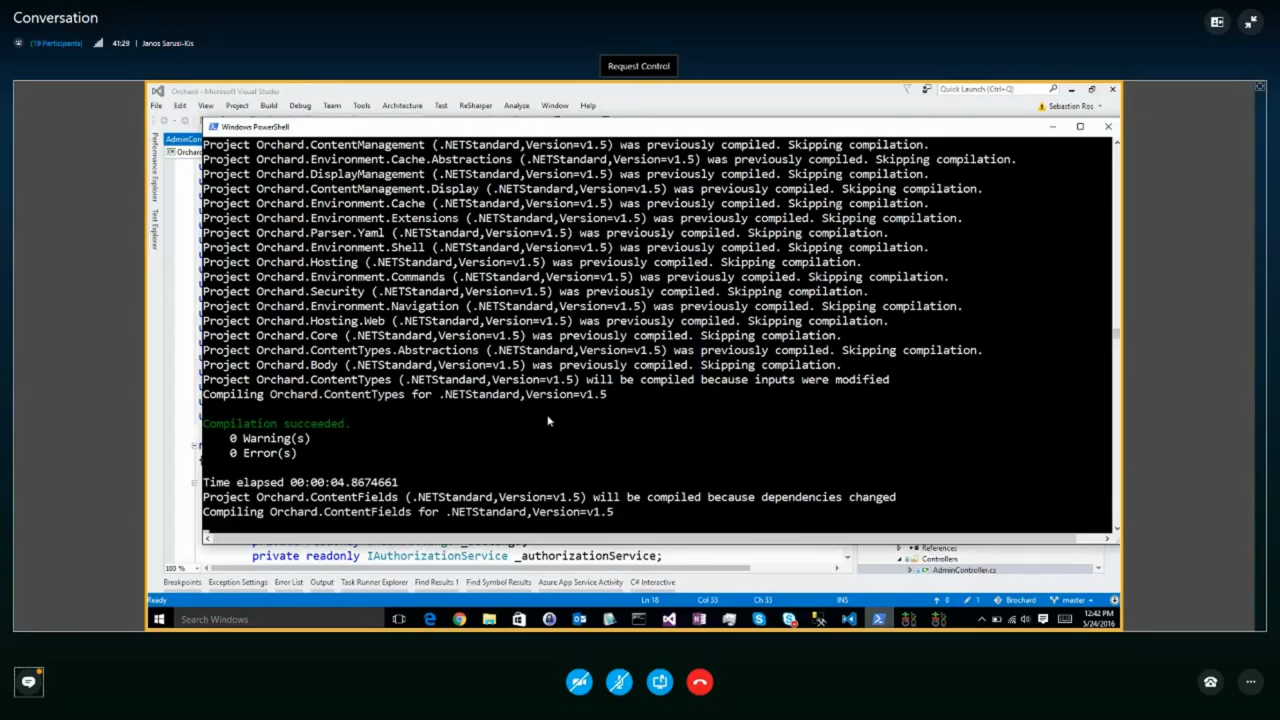 Conversation
(19 Participants) 41:29 | Janos Sarusi-Kis
Request Control
Orchard - Microsoft Visual Studio
Quick Launch (Ctrl+Q)
File Edit View Project Build Debug Team Tools Architecture Test ReSharper Analyze Window Help
Sebastien Ros
Windows PowerShell
AdminCon
Orchard
Performance Explorer
Test Explorer
Project Orchard.ContentManagement (.NETStandard,Version=v1.5) was previously compiled. Skipping compilation.
Project Orchard.Environment.Cache.Abstractions (.NETStandard,Version=v1.5) was previously compiled. Skipping compilation.
Project Orchard.DisplayManagement (.NETStandard,Version=v1.5) was previously compiled. Skipping compilation.
Project Orchard.ContentManagement.Display (.NETStandard,Version=v1.5) was previously compiled. Skipping compilation.
Project Orchard.Environment.Cache (.NETStandard,Version=v1.5) was previously compiled. Skipping compilation.
Project Orchard.Environment.Extensions (.NETStandard,Version=v1.5) was previously compiled. Skipping compilation.
Project Orchard.Parser.Yaml (.NETStandard,Version=v1.5) was previously compiled. Skipping compilation.
Project Orchard.Environment.Shell (.NETStandard,Version=v1.5) was previously compiled. Skipping compilation.
Project Orchard.Hosting (.NETStandard,Version=v1.5) was previously compiled. Skipping compilation.
Project Orchard.Environment.Commands (.NETStandard,Version=v1.5) was previously compiled. Skipping compilation.
Project Orchard.Security (.NETStandard,Version=v1.5) was previously compiled. Skipping compilation.
Project Orchard.Environment.Navigation (.NETStandard,Version=v1.5) was previously compiled. Skipping compilation.
Project Orchard.Hosting.Web (.NETStandard,Version=v1.5) was previously compiled. Skipping compilation.
Project Orchard.Core (.NETStandard,Version=v1.5) was previously compiled. Skipping compilation.
Project Orchard.ContentTypes.Abstractions (.NETStandard,Version=v1.5) was previously compiled. Skipping compilation.
Project Orchard.Body (.NETStandard,Version=v1.5) was previously compiled. Skipping compilation.
Project Orchard.ContentTypes (.NETStandard,Version=v1.5) will be compiled because inputs were modified
Compiling Orchard.ContentTypes for .NETStandard,Version=v1.5
Compilation succeeded.
0 Warning(s)
0 Error(s)
Time elapsed 00:00:04.8674661
Project Orchard.ContentFields (.NETStandard,Version=v1.5) will be compiled because dependencies changed
Compiling Orchard.ContentFields for .NETStandard,Version=v1.5
private readonly IAuthorizationService _authorizationService;
References
Controllers
AdminController.cs
100 %
Breakpoints Exception Settings Error List Output Task Runner Explorer Find Results 1 Find Symbol Results Azure App Service Activity C# Interactive
Ready Ln 18 Col 33 Ch 33 INS 0 1 Brochard master
Search Windows
12:42 PM
5/24/2016